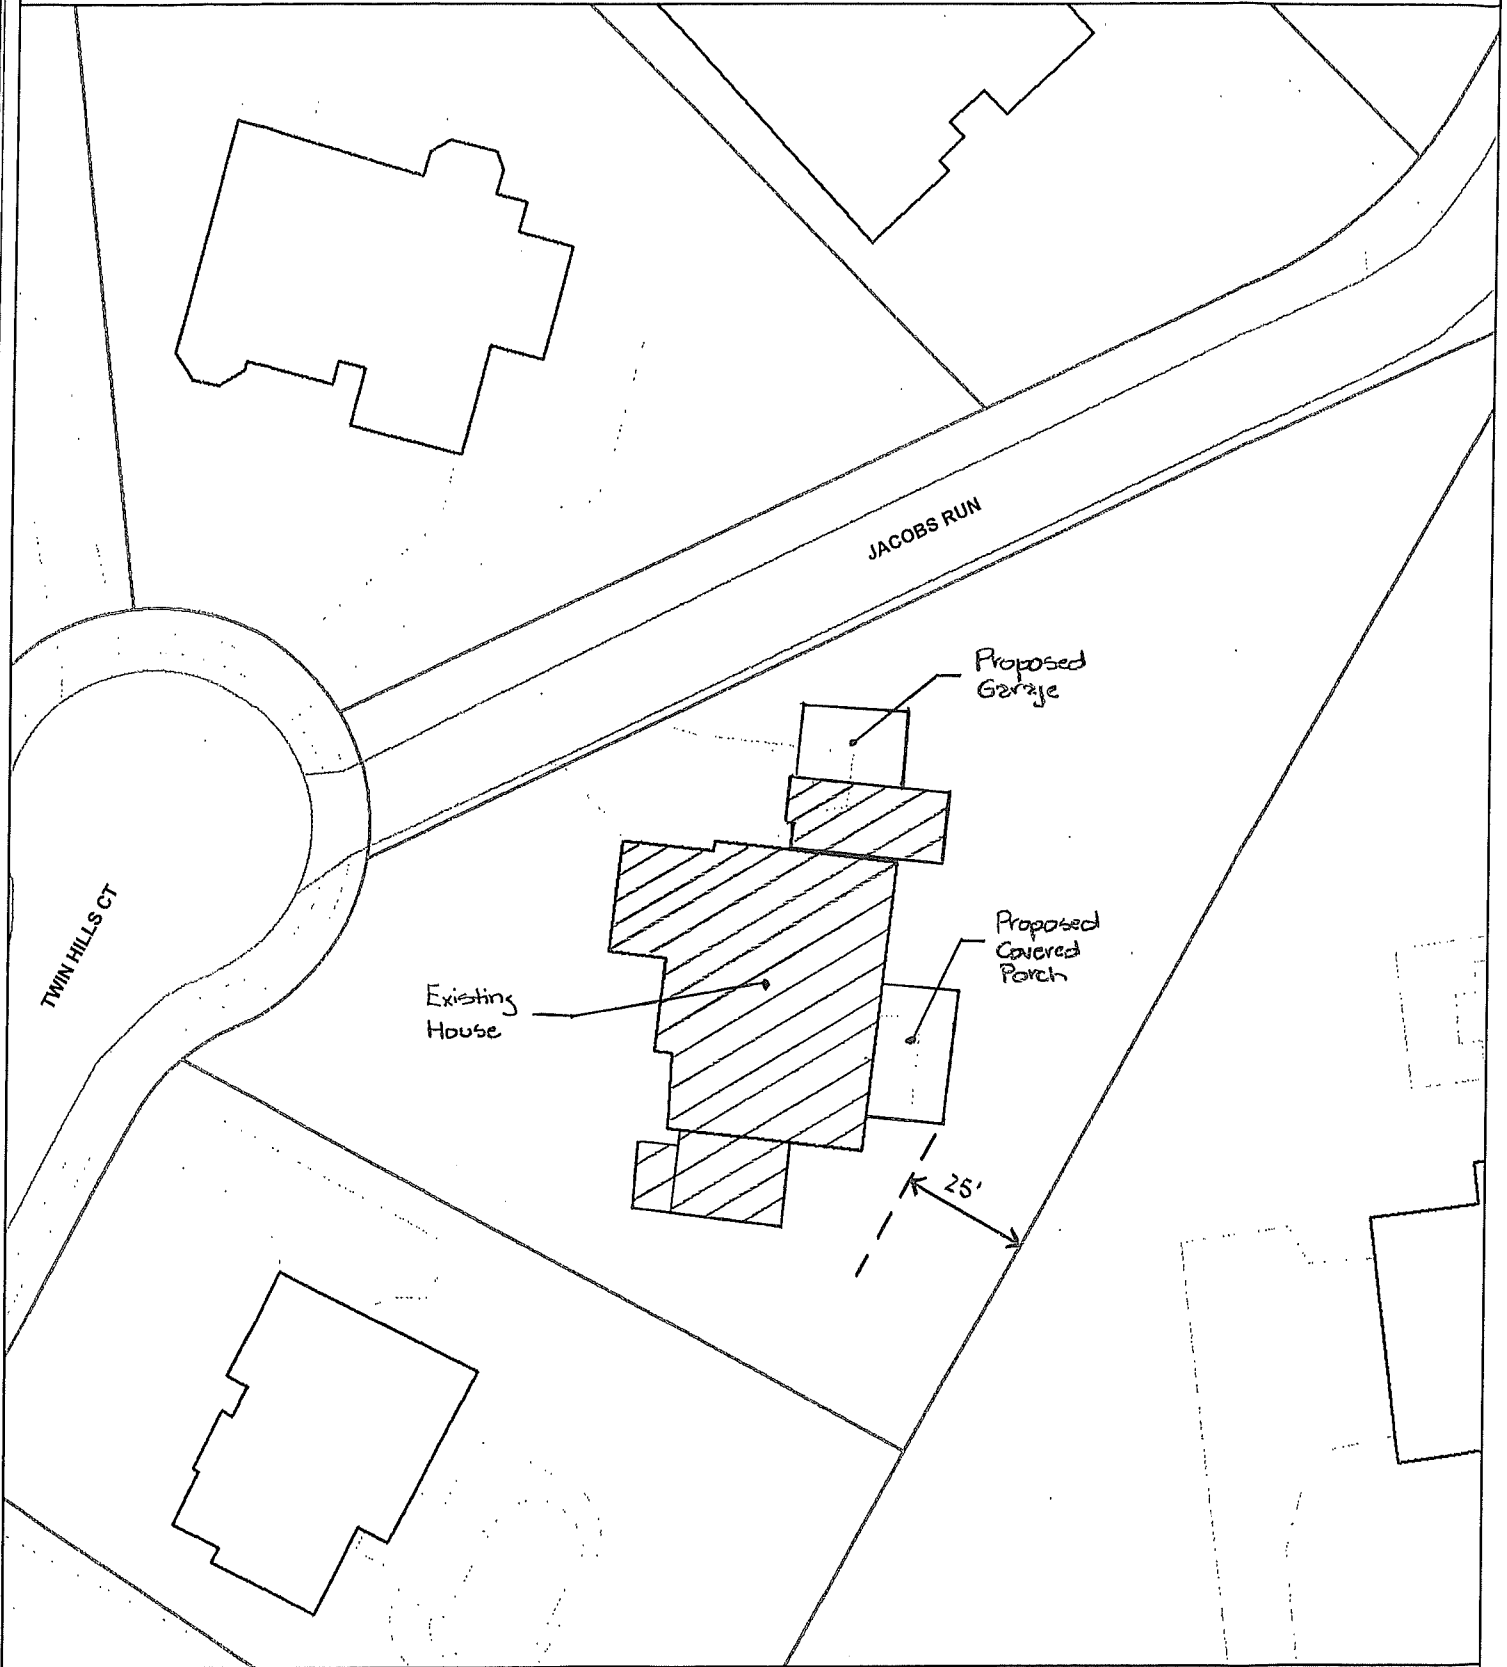 JACOBS RUN
Proposed
Garage
TWIN HILLS CT
Proposed
Covered
Porch
Existing
House
25'